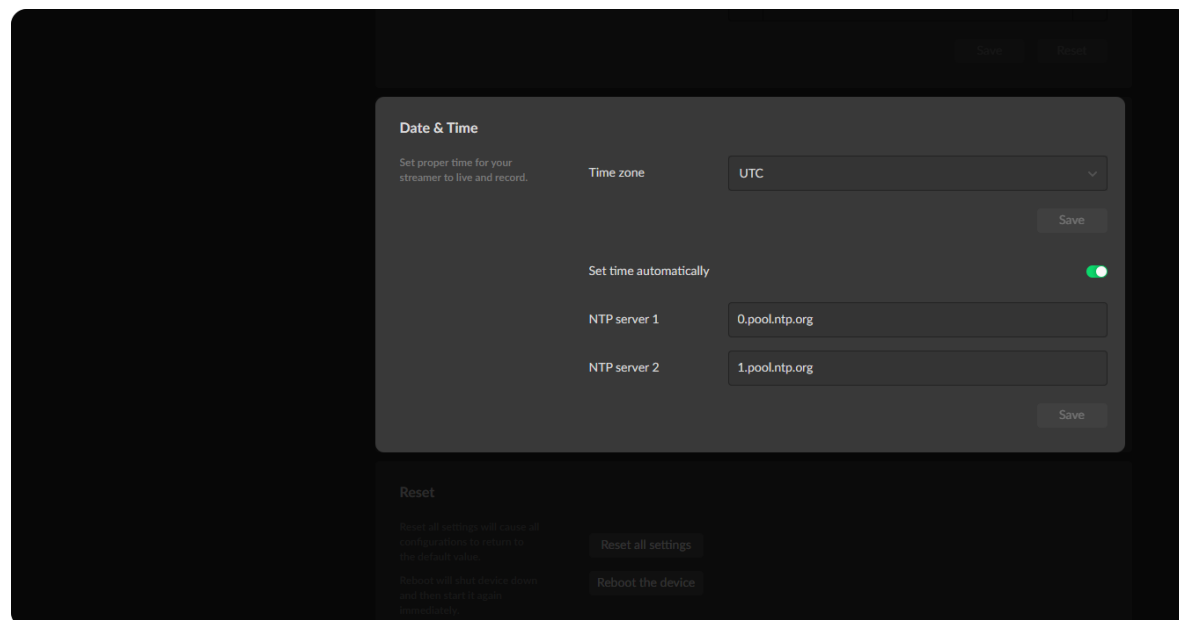 Save Reset
Date & Time
Set proper time for your
streamer to live and record.
Time zone
UTC
Save
Set time automatically
NTP server 1
0.pool.ntp.org
NTP server 2
1.pool.ntp.org
Save
Reset
Reset all settings will cause all
configurations to return to
the default value.
Reset all settings
Reboot will shut device down
and then start it again
immediately.
Reboot the device